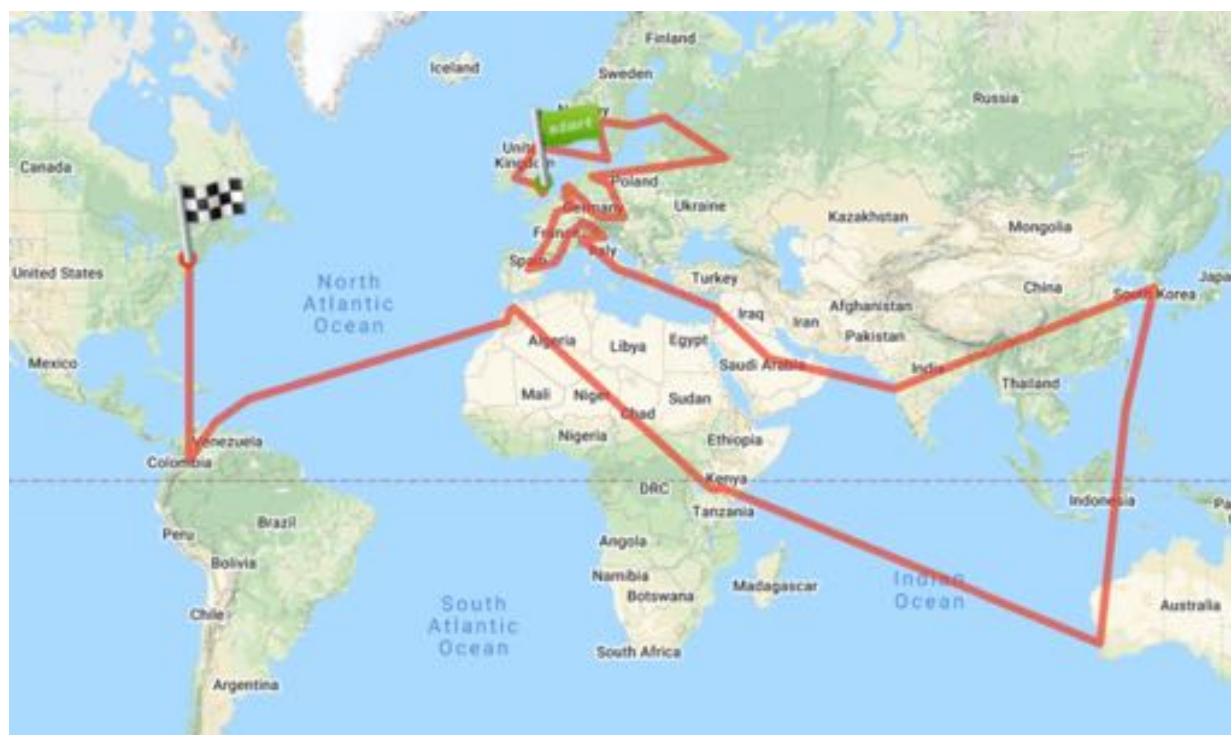 Finland
Iceland
Sweden
Russia
start
United
Kingdom
Canada
Poland
Germany
Ukraine
Kazakhstan
Mongolia
France
Italy
Spain
United States
North
Atlantic
Ocean
Turkey
China
South Korea
Afghanistan
Iraq
Iran
Pakistan
Algeria
Libya
Egypt
Mexico
Saudi Arabia
India
Thailand
Mali
Niger
Chad
Sudan
Nigeria
Ethiopia
Venezuela
Colombia
DRC
Kenya
Tanzania
Indonesia
Brazil
Peru
Angola
Bolivia
Namibia
Botswana
Madagascar
Indian
Ocean
Chile
South
Atlantic
Ocean
Australia
South Africa
Argentina